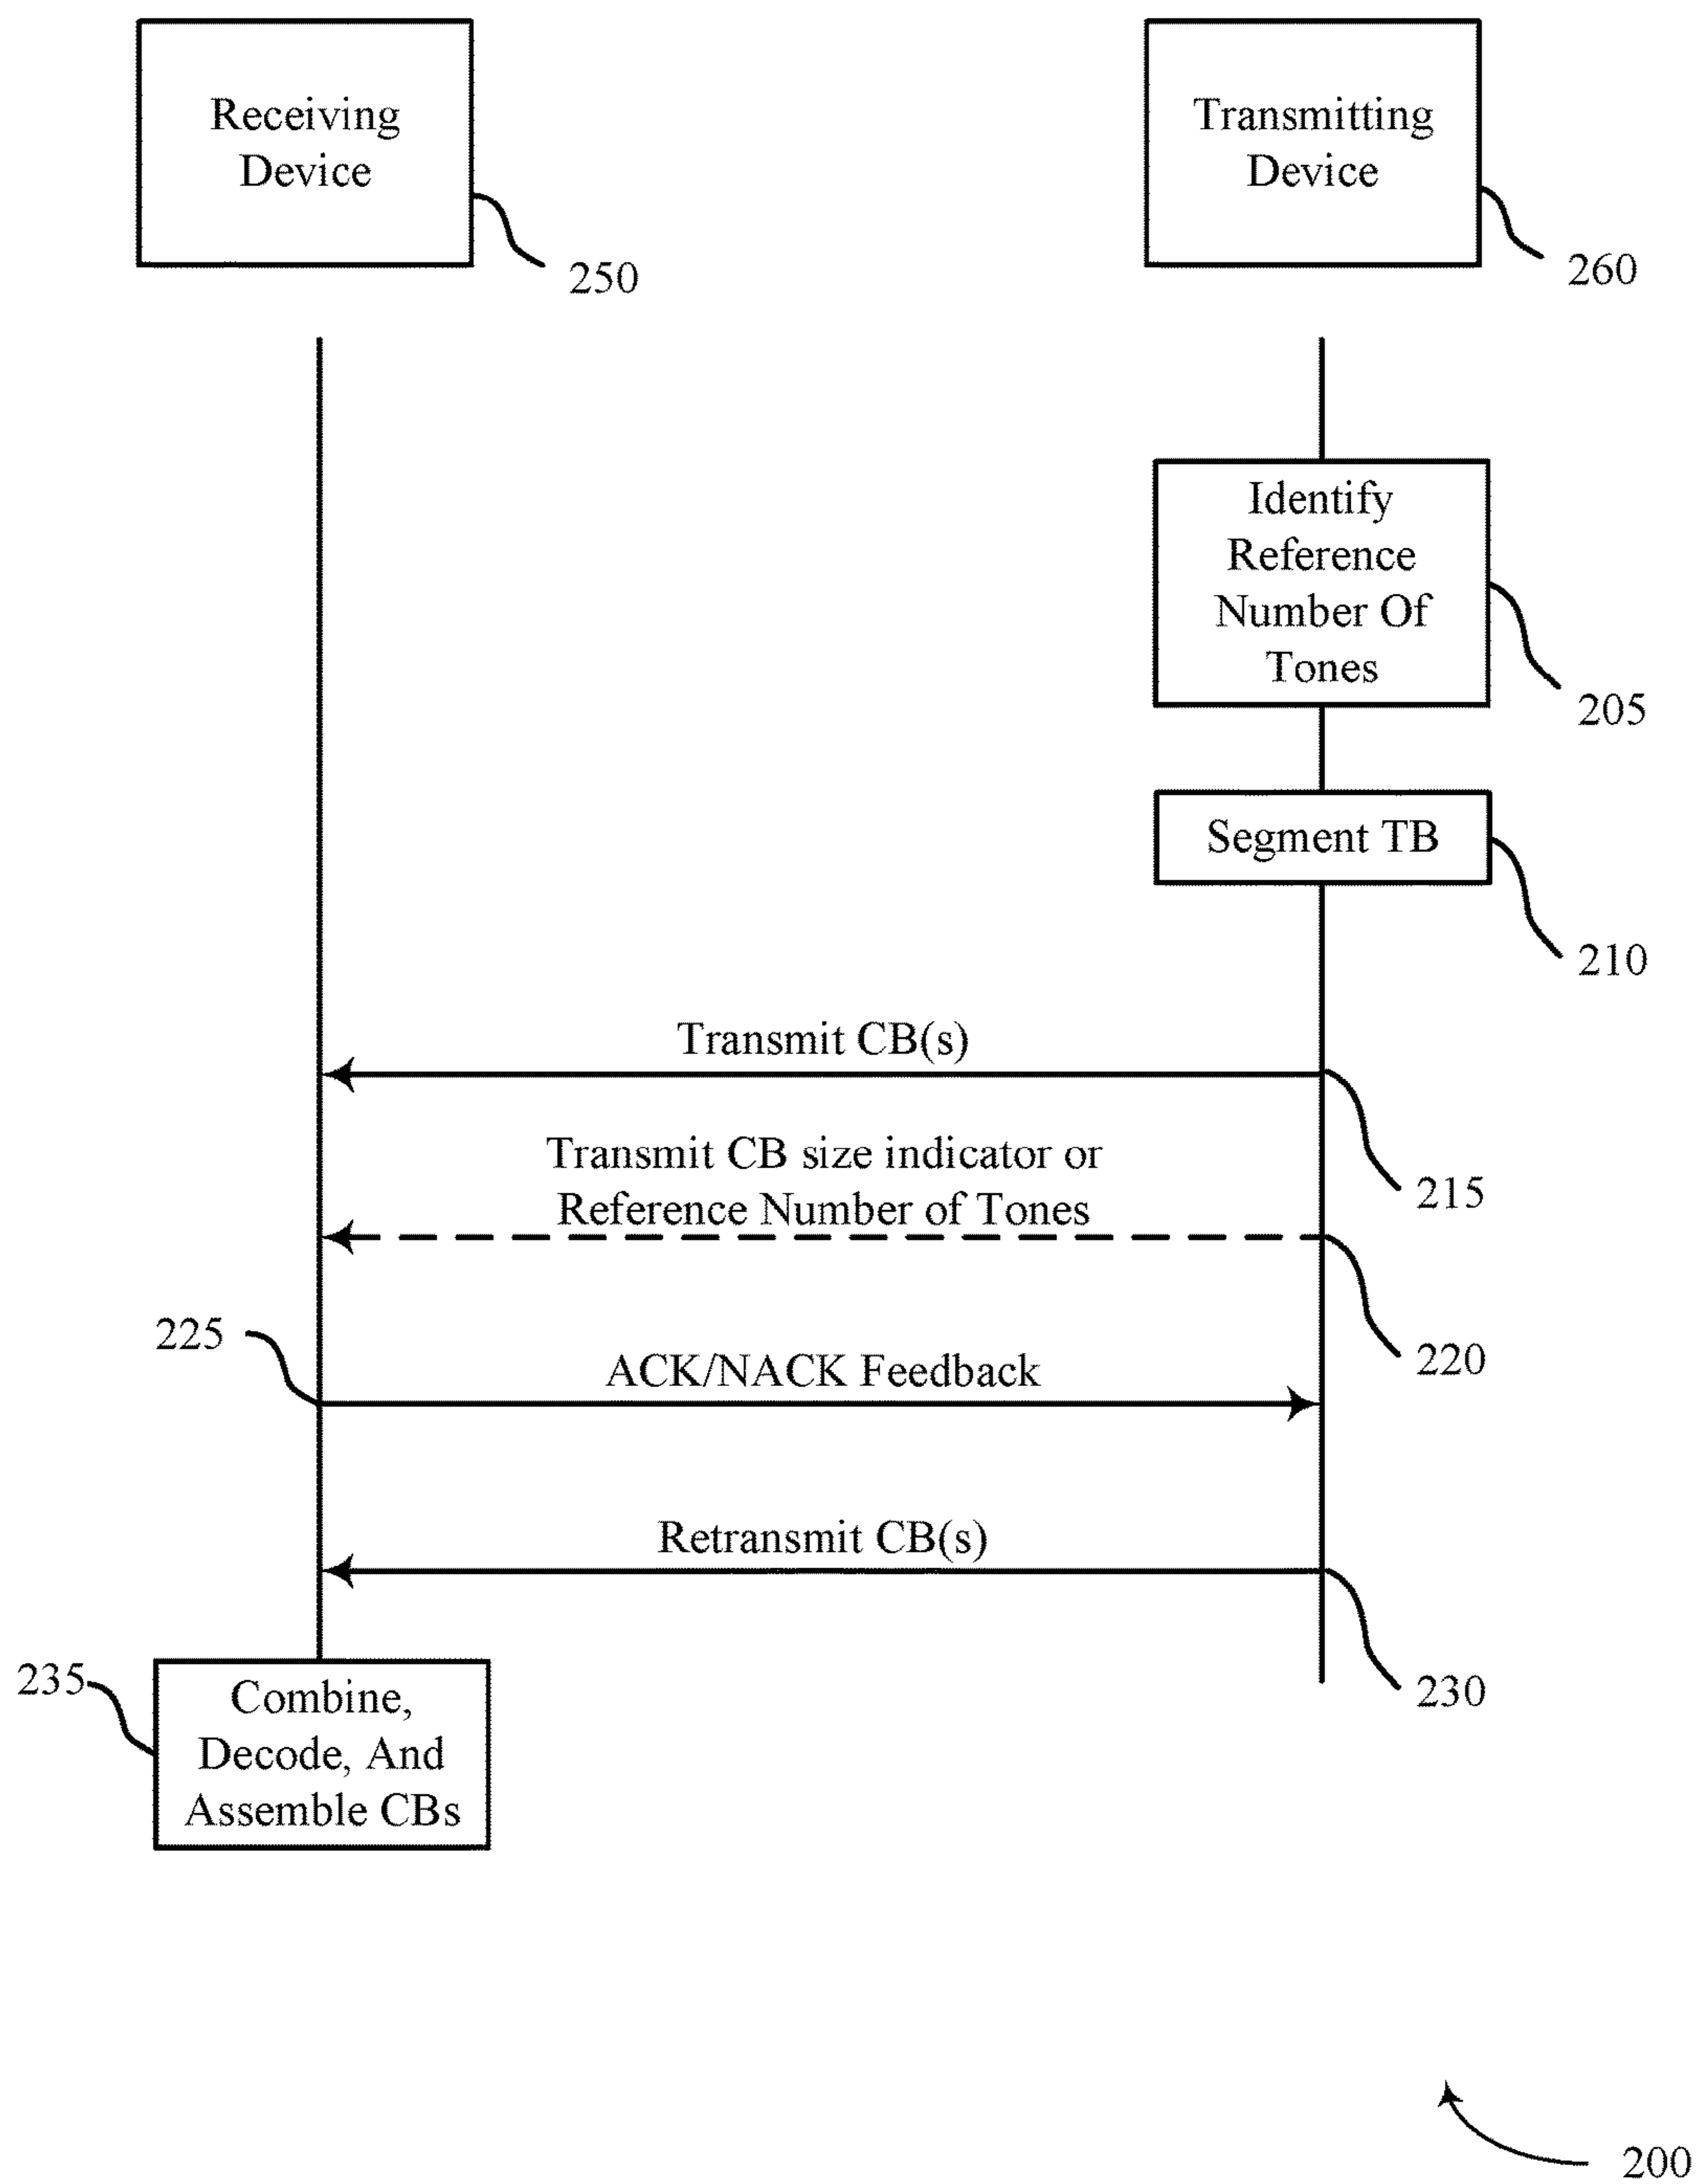 Receiving
Device
250
Transmitting
Device
260
Identify
Reference
Number Of
Tones
205
Segment TB
210
Transmit CB(s)
215
Transmit CB size indicator or
Reference Number of Tones
220
225
ACK/NACK Feedback
Retransmit CB(s)
230
235
Combine,
Decode, And
Assemble CBs
200